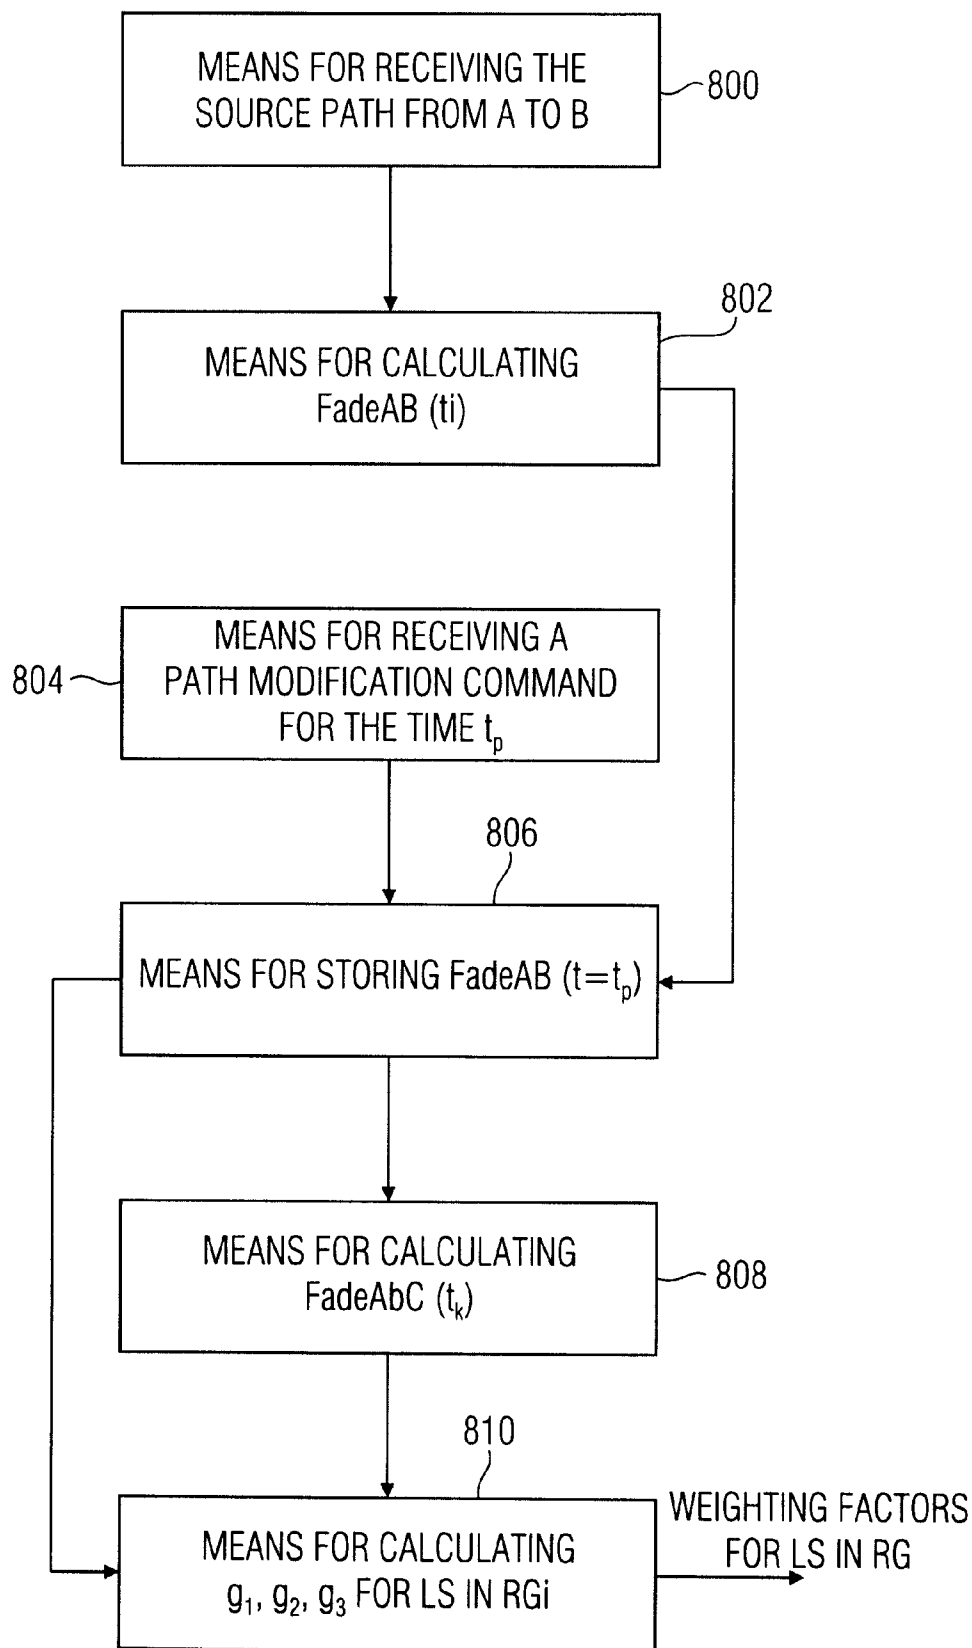 MEANS FOR RECEIVING THE
SOURCE PATH FROM A TO B
800
802
MEANS FOR CALCULATING
FadeAB (ti)
MEANS FOR RECEIVING A
PATH MODIFICATION COMMAND
FOR THE TIME tp
804
806
MEANS FOR STORING FadeAB (t=tp)
MEANS FOR CALCULATING
FadeAbC (tk)
808
810
MEANS FOR CALCULATING
g1, g2, g3 FOR LS IN RGi
WEIGHTING FACTORS
FOR LS IN RG